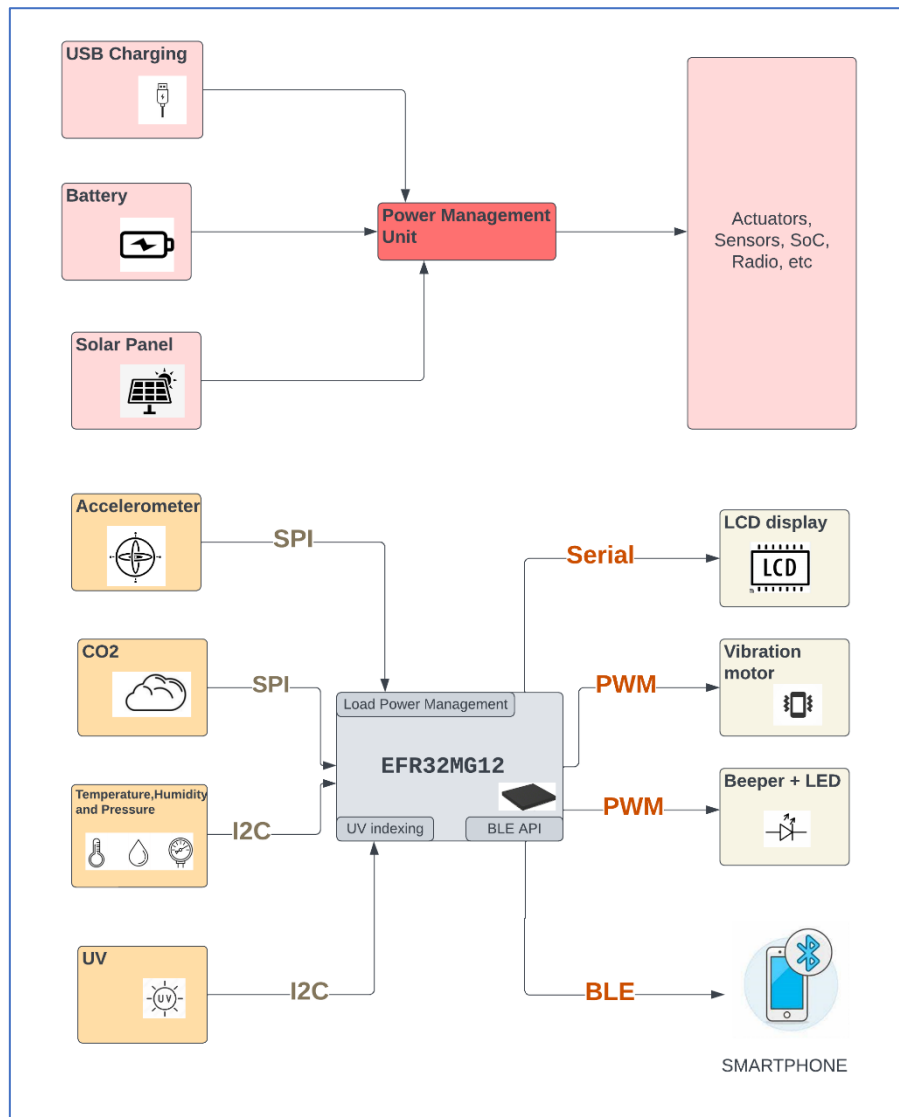 USB Charging
Battery
Power Management
Unit
Actuators,
Sensors, SoC,
Radio, etc
Solar Panel
Accelerometer
SPI
Serial
LCD display
LCD
CO2
SPI
PWM
Vibration
motor
Load Power Management
EFR32MG12
Temperature,Humidity
and Pressure
I2C
UV indexing
BLE API
PWM
Beeper + LED
UV
UV
I2C
BLE
SMARTPHONE